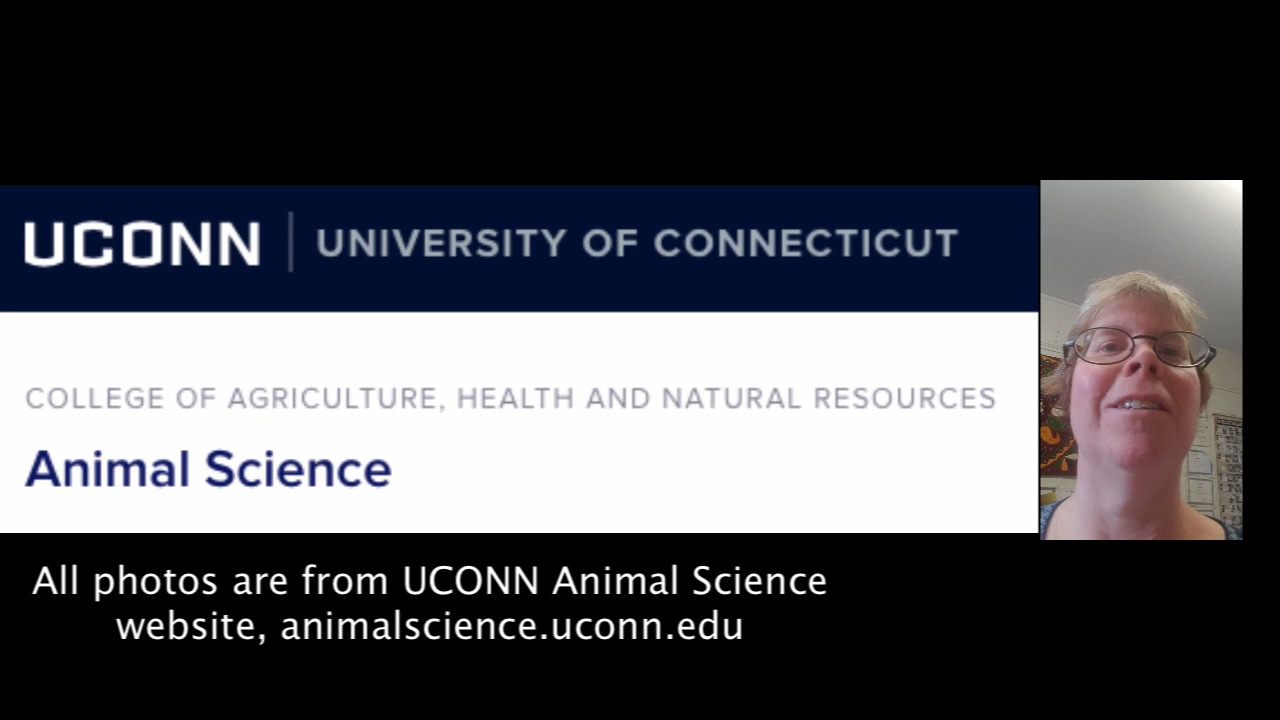 UCONN | UNIVERSITY OF CONNECTICUT
COLLEGE OF AGRICULTURE, HEALTH AND NATURAL RESOURCES
Animal Science
All photos are from UCONN Animal Science
website, animalscience.uconn.edu